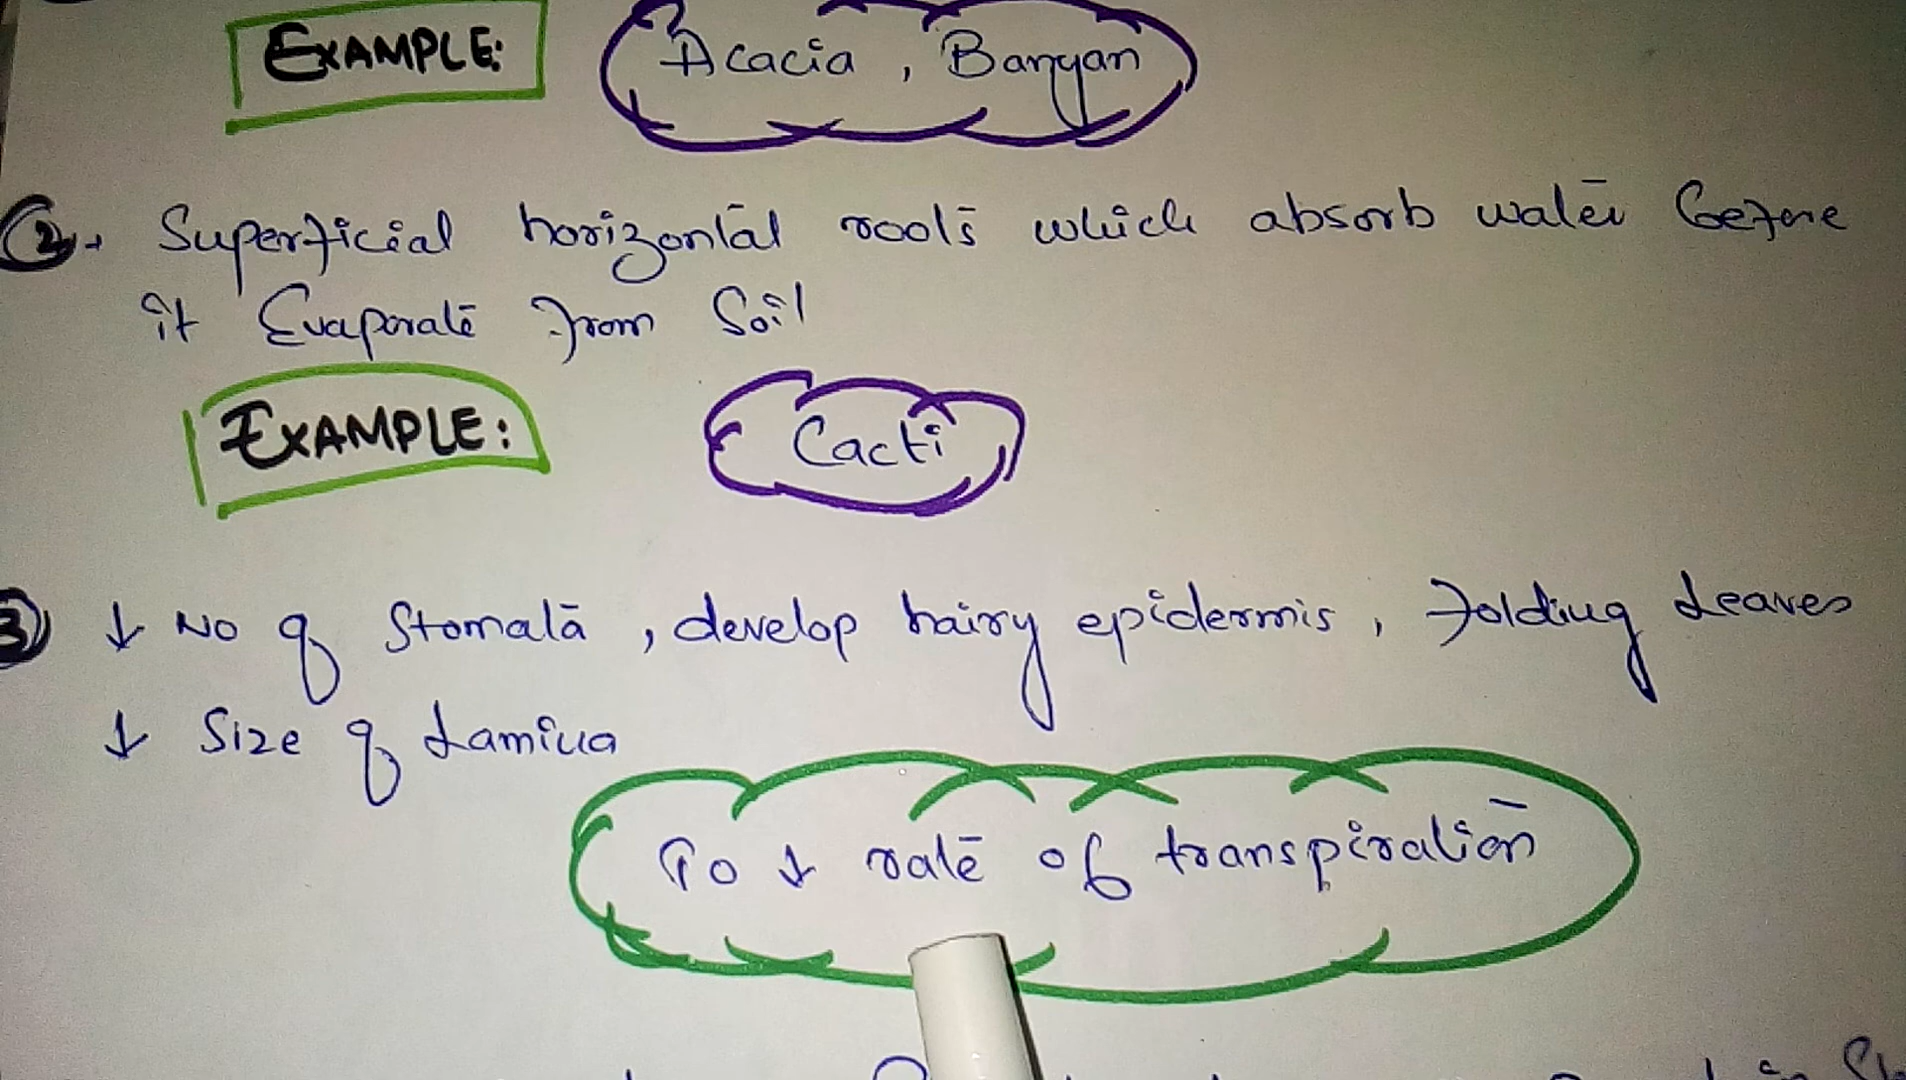 EXAMPLE: Acacia, Banyan
2. Superficial horizontal roots which absorb water before
it Evaporate from Soil
EXAMPLE: Cacti
3) ↓ No of Stomata, develop hairy epidermis, Folding Leaves
↓ Size of Lamina
To ↓ rate of transpiration